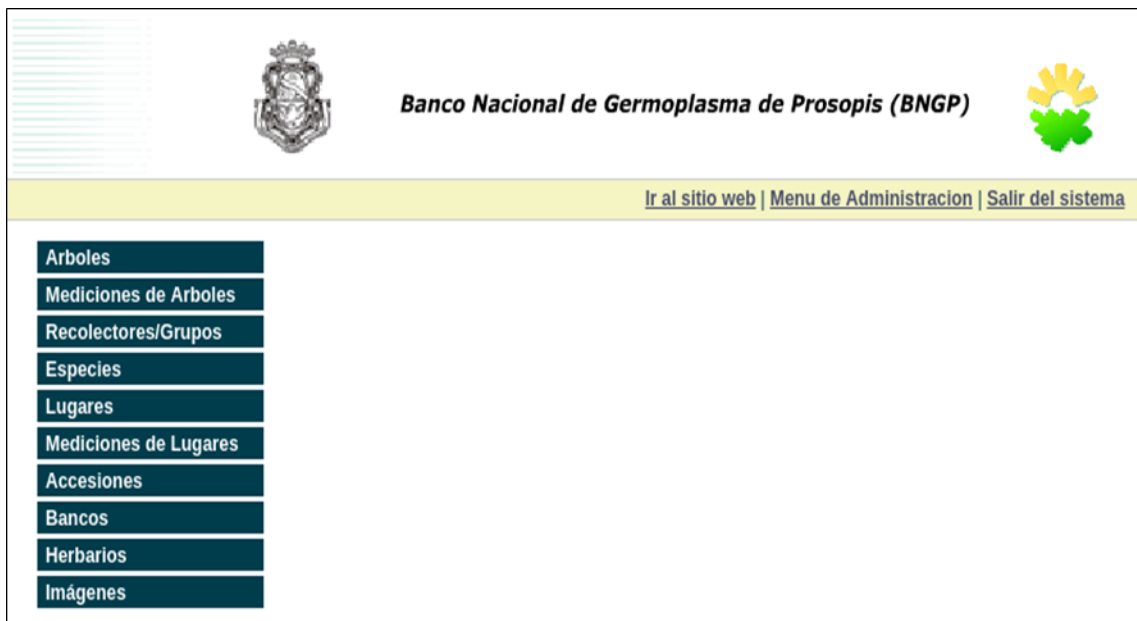 Banco Nacional de Germoplasma de Prosopis (BNGP)
Ir al sitio web | Menu de Administracion | Salir del sistema
Arboles
Mediciones de Arboles
Recolectores/Grupos
Especies
Lugares
Mediciones de Lugares
Accesiones
Bancos
Herbarios
Imágenes